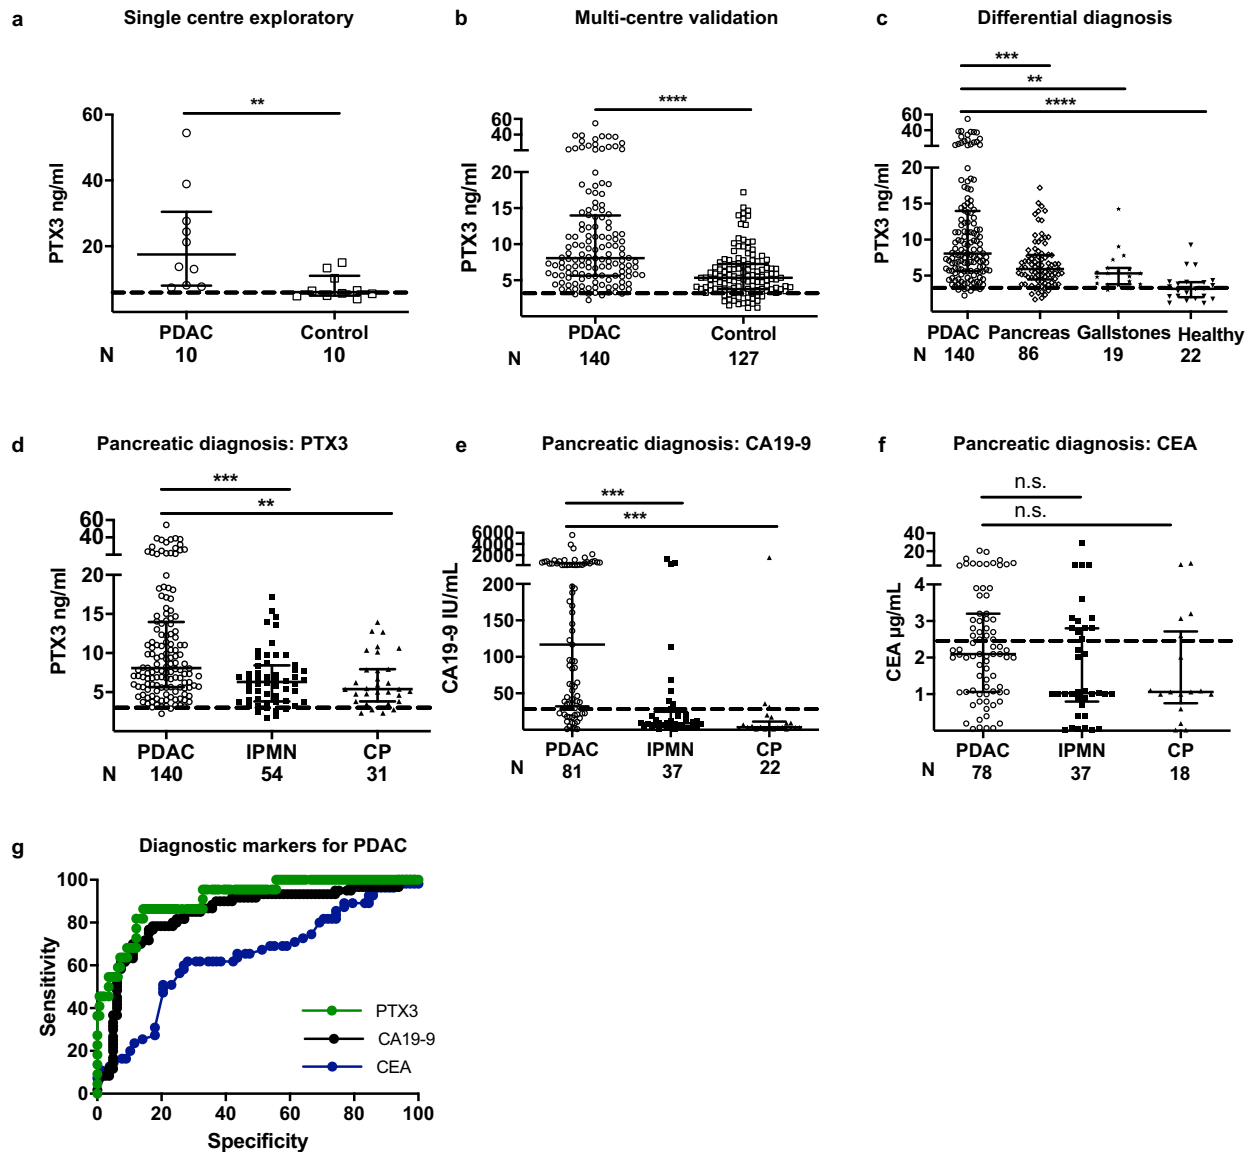 a Single centre exploratory
**
PTX3 ng/ml
60
40
20
PDAC Control
N 10 10
b Multi-centre validation
****
PTX3 ng/ml
60
40
20
15
10
5
PDAC Control
N 140 127
c Differential diagnosis
***
**
****
PTX3 ng/ml
60
40
20
15
10
5
PDAC Pancreas Gallstones Healthy
N 140 86 19 22
d Pancreatic diagnosis: PTX3
***
**
PTX3 ng/ml
60
40
20
15
10
5
PDAC IPMN CP
N 140 54 31
e Pancreatic diagnosis: CA19-9
***
***
CA19-9 IU/mL
6000
4000
2000
200
150
100
50
PDAC IPMN CP
N 81 37 22
f Pancreatic diagnosis: CEA
n.s.
n.s.
CEA µg/mL
40
20
4
3
2
1
PDAC IPMN CP
N 78 37 18
g Diagnostic markers for PDAC
Sensitivity
100
80
60
40
20
0
PTX3
CA19-9
CEA
0 20 40 60 80 100
Specificity